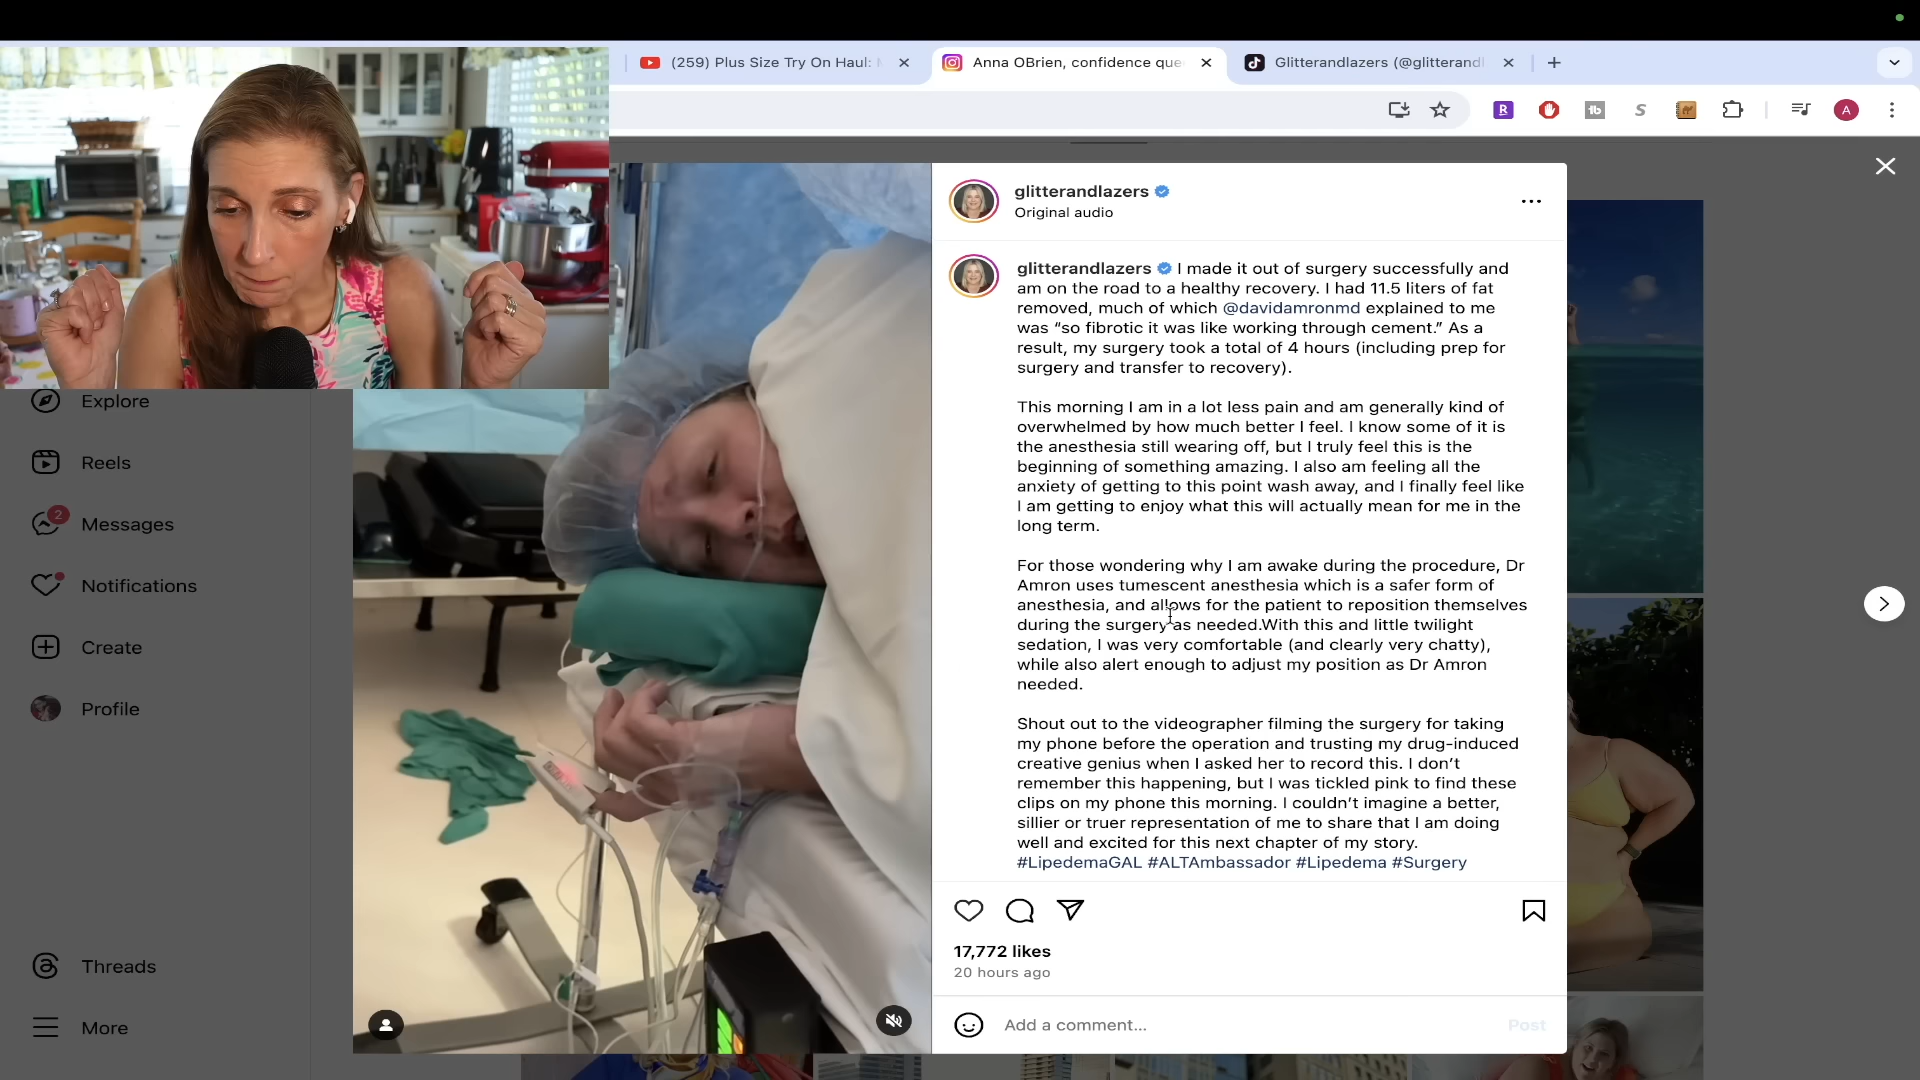 (259) Plus Size Try On Haul:
Anna OBrien, confidence que
Glitterandlazers (@glitterand
R
tb
S
A
glitterandlazers
Original audio
glitterandlazers I made it out of surgery successfully and
am on the road to a healthy recovery. I had 11.5 liters of fat
removed, much of which @davidamronmd explained to me
was “so fibrotic it was like working through cement.” As a
result, my surgery took a total of 4 hours (including prep for
surgery and transfer to recovery).
This morning I am in a lot less pain and am generally kind of
overwhelmed by how much better I feel. I know some of it is
the anesthesia still wearing off, but I truly feel this is the
beginning of something amazing. I also am feeling all the
anxiety of getting to this point wash away, and I finally feel like
I am getting to enjoy what this will actually mean for me in the
long term.
For those wondering why I am awake during the procedure, Dr
Amron uses tumescent anesthesia which is a safer form of
anesthesia, and allows for the patient to reposition themselves
during the surgery as needed.With this and little twilight
sedation, I was very comfortable (and clearly very chatty),
while also alert enough to adjust my position as Dr Amron
needed.
Shout out to the videographer filming the surgery for taking
my phone before the operation and trusting my drug-induced
creative genius when I asked her to record this. I don’t
remember this happening, but I was tickled pink to find these
clips on my phone this morning. I couldn’t imagine a better,
sillier or truer representation of me to share that I am doing
well and excited for this next chapter of my story.
#LipedemaGAL #ALTAmbassador #Lipedema #Surgery
17,772 likes
20 hours ago
Add a comment...
Post
Explore
Reels
2
Messages
Notifications
Create
Profile
Threads
More